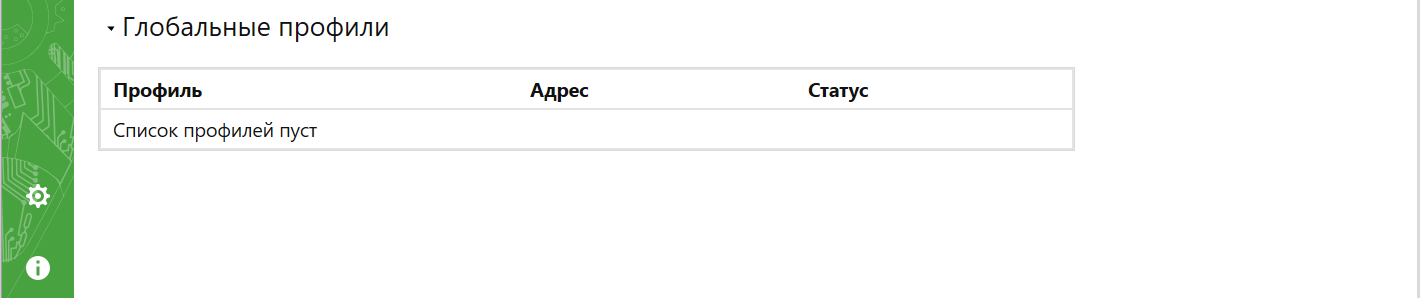 Глобальные профили
Профиль Адрес Статус
Список профилей пуст